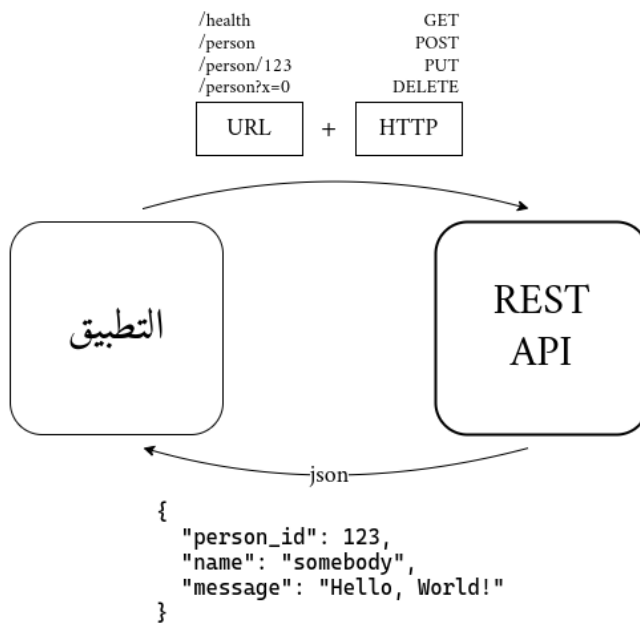 /health GET
/person POST
/person/123 PUT
/person?x=0 DELETE
URL + HTTP
التطبيق
REST
API
json
{
  "person_id": 123,
  "name": "somebody",
  "message": "Hello, World!"
}